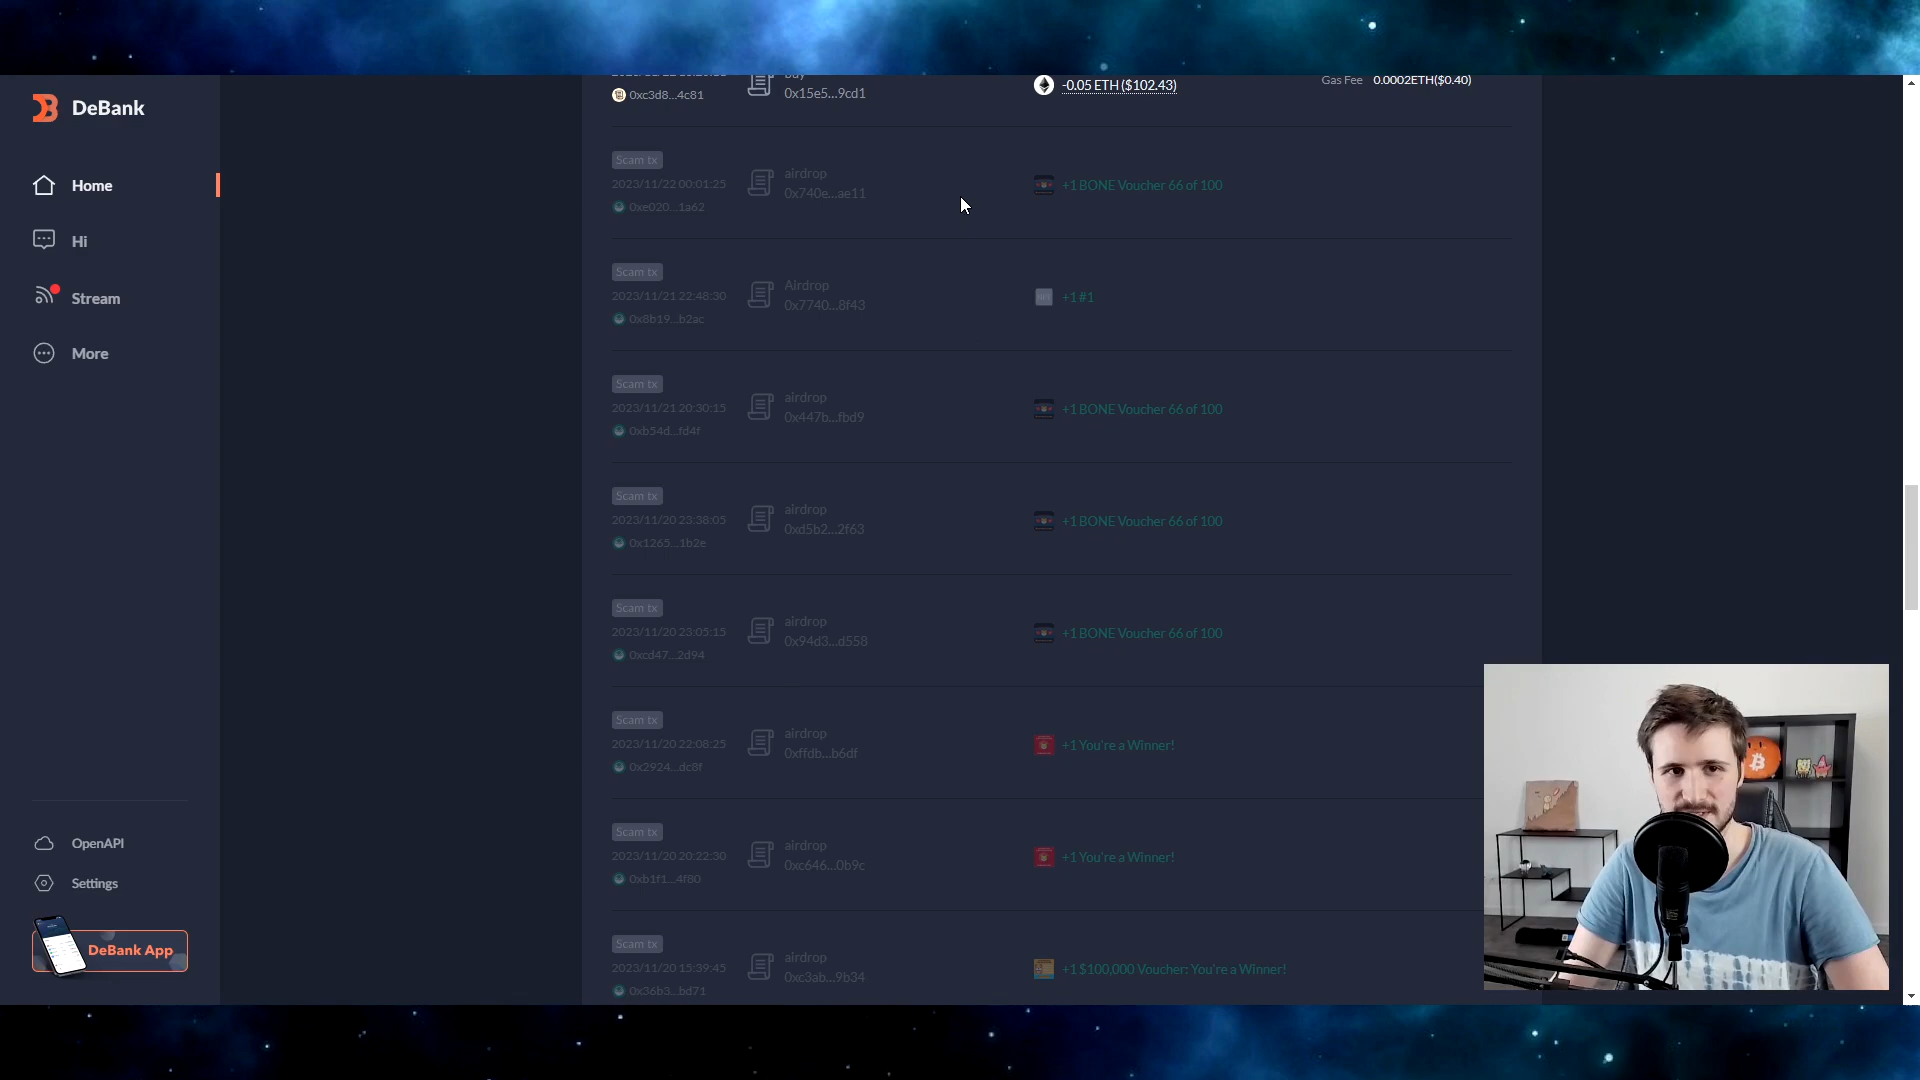 DeBank
Home
Hi
Stream
More
OpenAPI
Settings
DeBank App
0xc3d8...4c81
0x15e5...9cd1
-0.05 ETH ($102.43)
Gas Fee 0.0002ETH($0.40)
Scam tx
2023/11/22 00:01:25
0xe020...1a62
airdrop
0x740e...ae11
+1 BONE Voucher 66 of 100
Scam tx
2023/11/21 22:48:30
0x8b19...b2ac
Airdrop
0x7740...8f43
+1 #1
Scam tx
2023/11/21 20:30:15
0xb54d...fd4f
airdrop
0x447b...fbd9
+1 BONE Voucher 66 of 100
Scam tx
2023/11/20 23:38:05
0x1265...1b2e
airdrop
0xd5b2...2f63
+1 BONE Voucher 66 of 100
Scam tx
2023/11/20 23:05:15
0xcd47...2d94
airdrop
0x94d3...d558
+1 BONE Voucher 66 of 100
Scam tx
2023/11/20 22:08:25
0x2924...dc8f
airdrop
0xffdb...b6df
+1 You're a Winner!
Scam tx
2023/11/20 20:22:30
0xb1f1...4f80
airdrop
0xc646...0b9c
+1 You're a Winner!
Scam tx
2023/11/20 15:39:45
0x36b3...bd71
airdrop
0xc3ab...9b34
+1 $100,000 Voucher: You're a Winner!